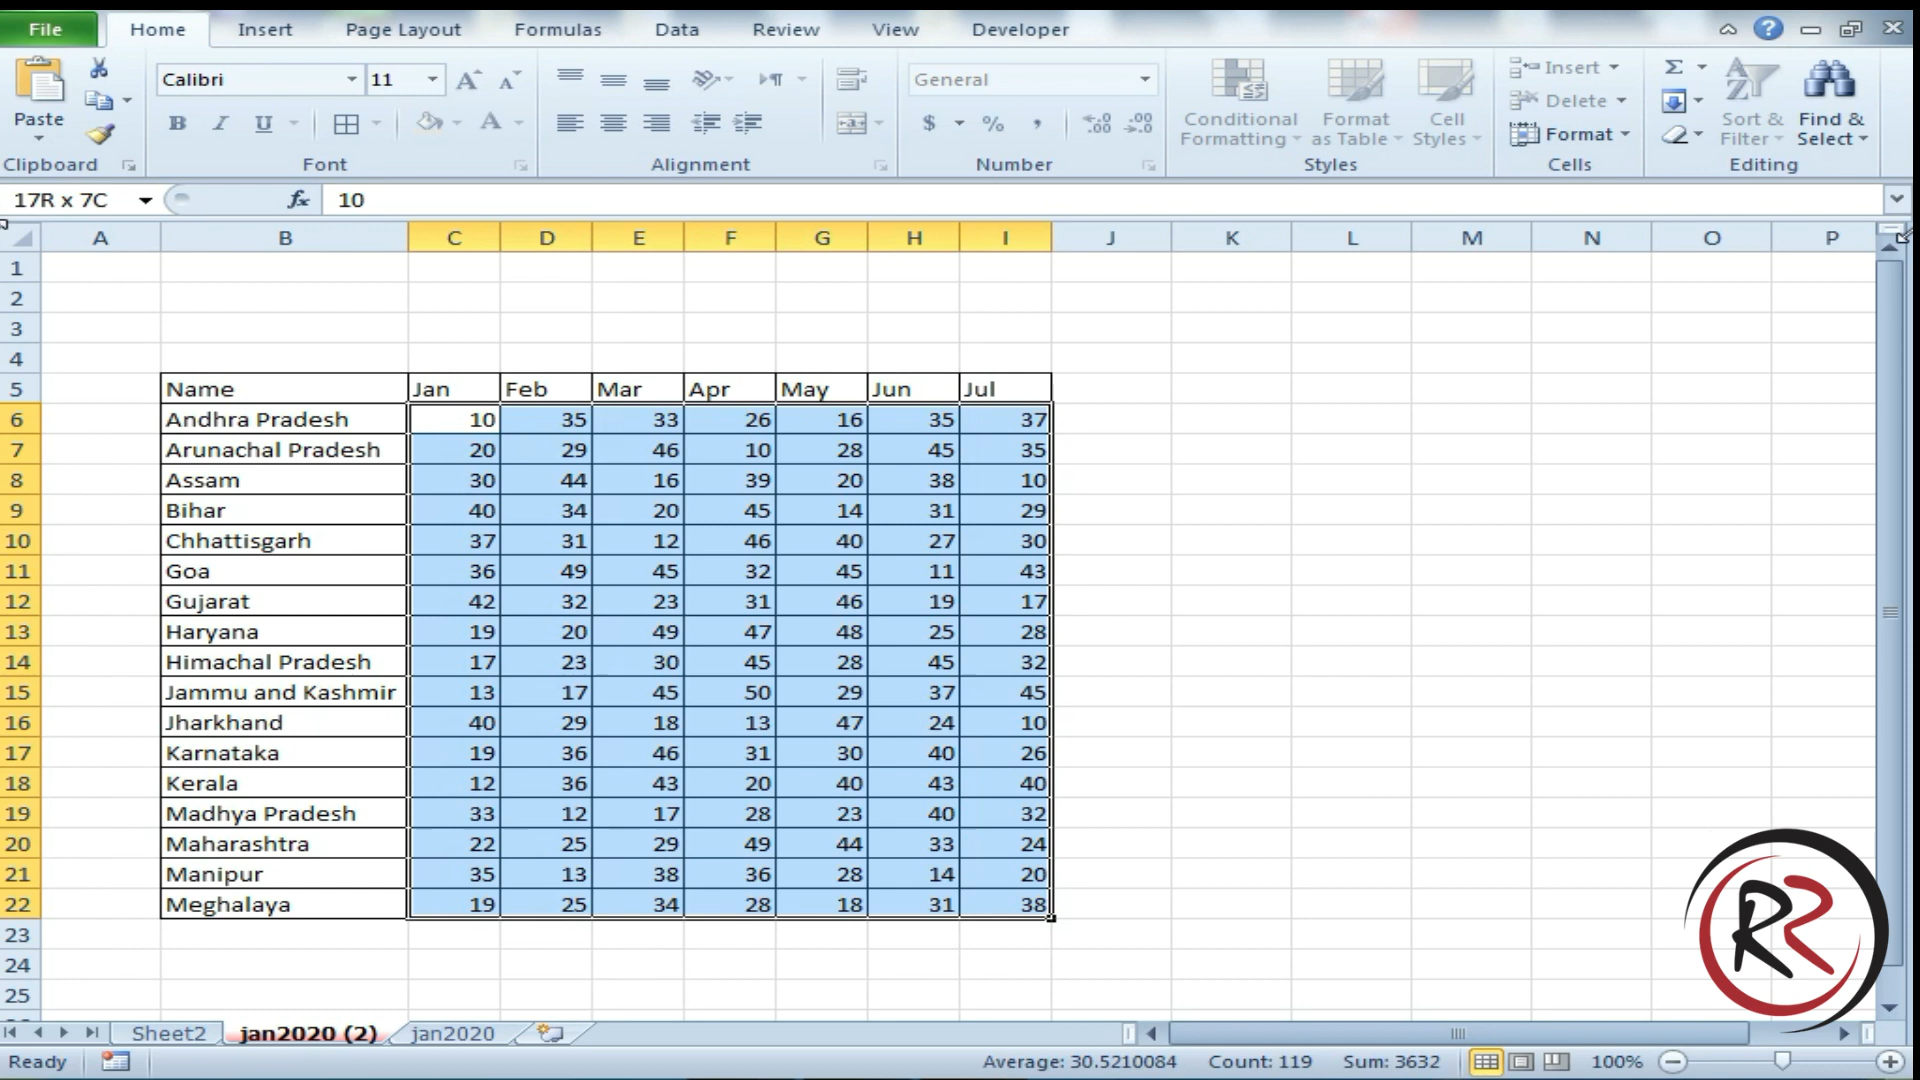 File Home Insert Page Layout Formulas Data Review View Developer
Calibri 11 General Insert
Delete
Paste B I U $ % , Conditional Formatting Format as Table Cell Styles Format Sort & Filter Find & Select
Clipboard Font Alignment Number Styles Cells Editing
17R x 7C fx 10
A B C D E F G H I J K L M N O P
1
2
3
4
5 Name Jan Feb Mar Apr May Jun Jul
6 Andhra Pradesh 10 35 33 26 16 35 37
7 Arunachal Pradesh 20 29 46 10 28 45 35
8 Assam 30 44 16 39 20 38 10
9 Bihar 40 34 20 45 14 31 29
10 Chhattisgarh 37 31 12 46 40 27 30
11 Goa 36 49 45 32 45 11 43
12 Gujarat 42 32 23 31 46 19 17
13 Haryana 19 20 49 47 48 25 28
14 Himachal Pradesh 17 23 30 45 28 45 32
15 Jammu and Kashmir 13 17 45 50 29 37 45
16 Jharkhand 40 29 18 13 47 24 10
17 Karnataka 19 36 46 31 30 40 26
18 Kerala 12 36 43 20 40 43 40
19 Madhya Pradesh 33 12 17 28 23 40 32
20 Maharashtra 22 25 29 49 44 33 24
21 Manipur 35 13 38 36 28 14 20
22 Meghalaya 19 25 34 28 18 31 38
23
24
25
Sheet2 jan2020 (2) jan2020
Ready Average: 30.5210084 Count: 119 Sum: 3632 100%
RR